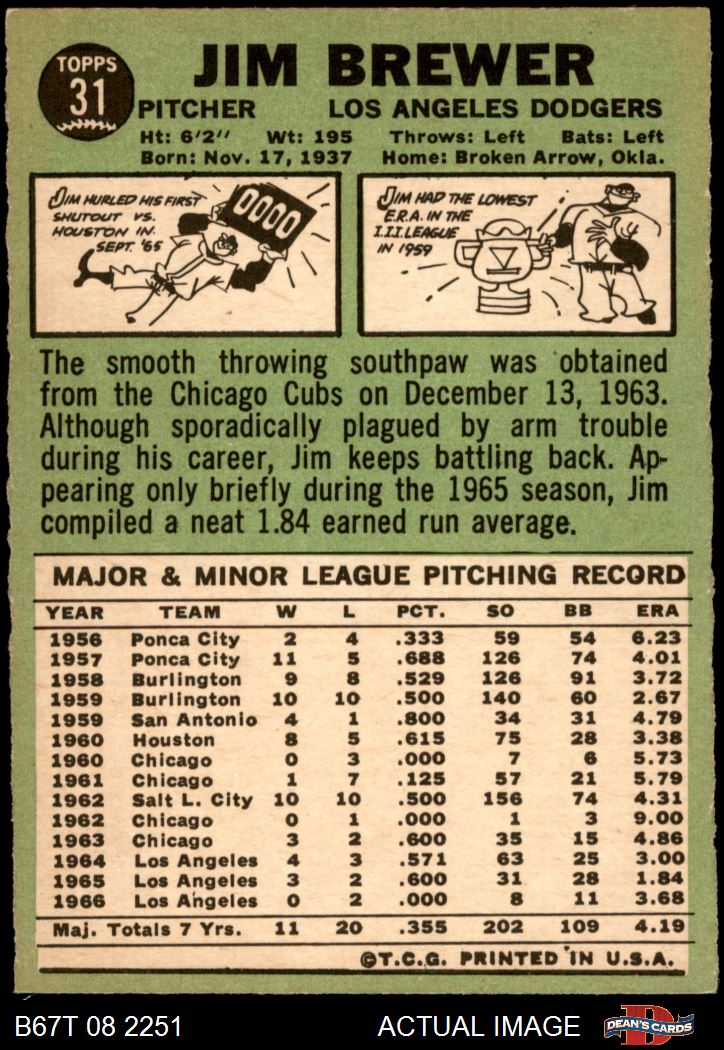 TOPPS
31
JIM BREWER
PITCHER LOS ANGELES DODGERS
Ht: 6'2" Wt: 195 Throws: Left Bats: Left
Born: Nov. 17, 1937 Home: Broken Arrow, Okla.
JIM HURLED HIS FIRST
SHUTOUT VS.
HOUSTON IN
SEPT. '65
0000
JIM HAD THE LOWEST
E.R.A. IN THE
I.I.I. LEAGUE
IN 1959
The smooth throwing southpaw was obtained
from the Chicago Cubs on December 13, 1963.
Although sporadically plagued by arm trouble
during his career, Jim keeps battling back. Ap-
pearing only briefly during the 1965 season, Jim
compiled a neat 1.84 earned run average.
MAJOR & MINOR LEAGUE PITCHING RECORD
YEAR TEAM W L PCT. SO BB ERA
1956 Ponca City 2 4 .333 59 54 6.23
1957 Ponca City 11 5 .688 126 74 4.01
1958 Burlington 9 8 .529 126 91 3.72
1959 Burlington 10 10 .500 140 60 2.67
1959 San Antonio 4 1 .800 34 31 4.79
1960 Houston 8 5 .615 75 28 3.38
1960 Chicago 0 3 .000 7 6 5.73
1961 Chicago 1 7 .125 57 21 5.79
1962 Salt L. City 10 10 .500 156 74 4.31
1962 Chicago 0 1 .000 1 3 9.00
1963 Chicago 3 2 .600 35 15 4.86
1964 Los Angeles 4 3 .571 63 25 3.00
1965 Los Angeles 3 2 .600 31 28 1.84
1966 Los Angeles 0 2 .000 8 11 3.68
Maj. Totals 7 Yrs. 11 20 .355 202 109 4.19
©T.C.G. PRINTED IN U.S.A.
B67T 08 2251 ACTUAL IMAGE D DEAN'S CARDS